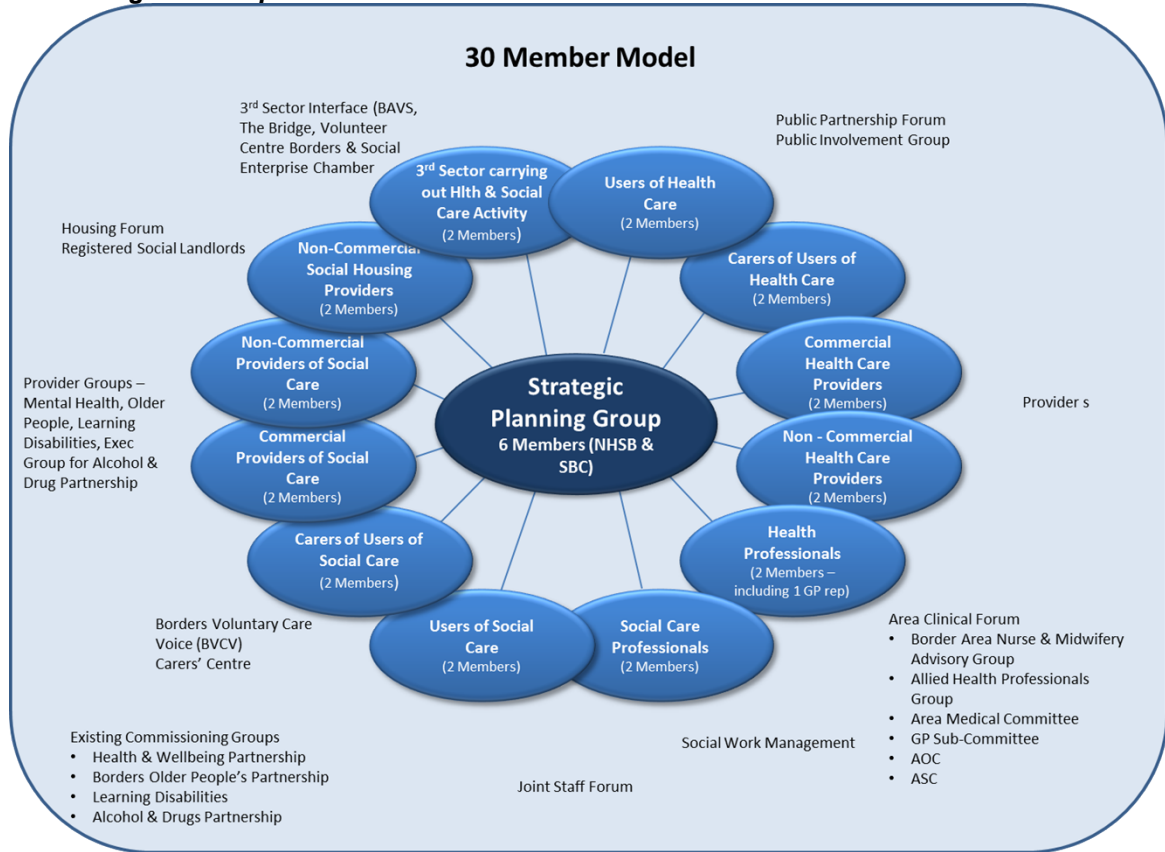 30 Member Model
3rd Sector Interface (BAVS,
The Bridge, Volunteer
Centre Borders & Social
Enterprise Chamber
Public Partnership Forum
Public Involvement Group
3rd Sector carrying
out Hlth & Social
Care Activity
(2 Members)
Users of Health
Care
(2 Members)
Housing Forum
Registered Social Landlords
Non-Commercial
Social Housing
Providers
(2 Members)
Carers of Users of
Health Care
(2 Members)
Non-Commercial
Providers of Social
Care
(2 Members)
Commercial
Health Care
Providers
(2 Members)
Provider Groups –
Mental Health, Older
People, Learning
Disabilities, Exec
Group for Alcohol &
Drug Partnership
Strategic
Planning Group
6 Members (NHSB &
SBC)
Provider s
Commercial
Providers of Social
Care
(2 Members)
Non - Commercial
Health Care
Providers
(2 Members)
Carers of Users of
Social Care
(2 Members)
Health
Professionals
(2 Members –
including 1 GP rep)
Borders Voluntary Care
Voice (BVCV)
Carers' Centre
Users of Social
Care
(2 Members)
Social Care
Professionals
(2 Members)
Area Clinical Forum
• Border Area Nurse & Midwifery
Advisory Group
• Allied Health Professionals
Group
• Area Medical Committee
• GP Sub-Committee
• AOC
• ASC
Existing Commissioning Groups
• Health & Wellbeing Partnership
• Borders Older People's Partnership
• Learning Disabilities
• Alcohol & Drugs Partnership
Social Work Management
Joint Staff Forum